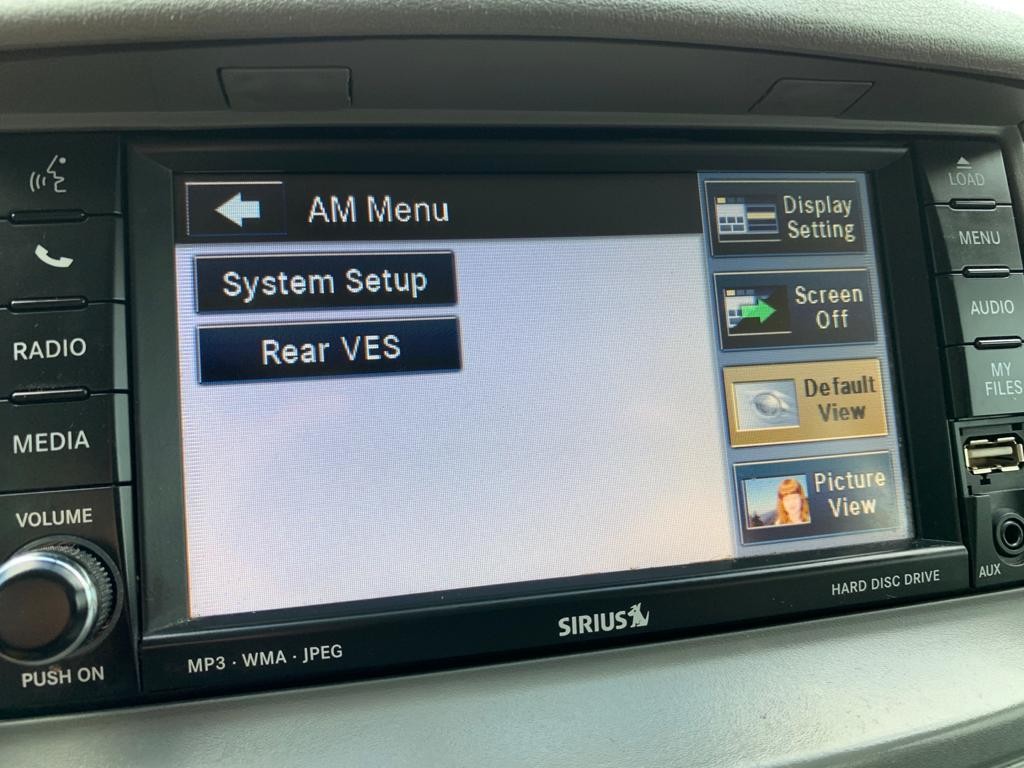 AM Menu
System Setup
Rear VES
Display
Setting
Screen
Off
Default
View
Picture
View
RADIO
MEDIA
VOLUME
PUSH ON
LOAD
MENU
AUDIO
MY
FILES
AUX
MP3 · WMA · JPEG
SIRIUS
HARD DISC DRIVE